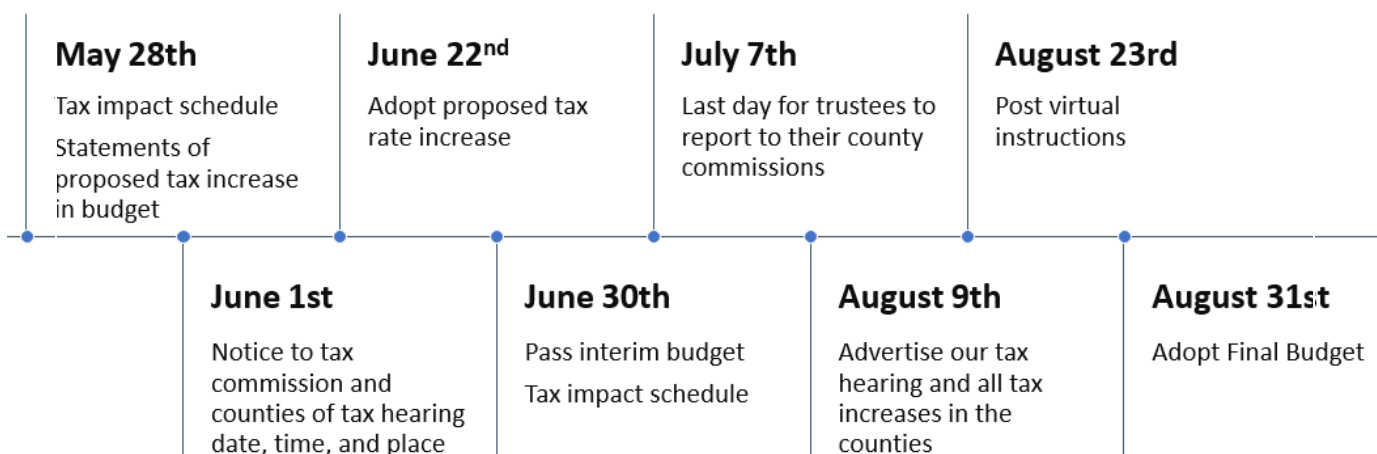 May 28th
Tax impact schedule
Statements of
proposed tax increase
in budget
June 1st
Notice to tax
commission and
counties of tax hearing
date, time, and place
June 22nd
Adopt proposed tax
rate increase
June 30th
Pass interim budget
Tax impact schedule
July 7th
Last day for trustees to
report to their county
commissions
August 9th
Advertise our tax
hearing and all tax
increases in the
counties
August 23rd
Post virtual
instructions
August 31st
Adopt Final Budget